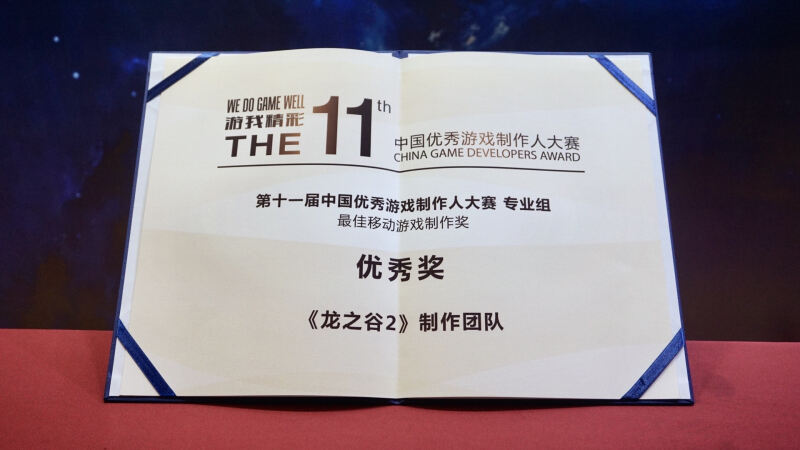 WE DO GAME WELL
游我精彩
THE 11th
中国优秀游戏制作人大赛
CHINA GAME DEVELOPERS AWARD
第十一届中国优秀游戏制作人大赛 专业组
最佳移动游戏制作奖
优秀奖
《龙之谷2》制作团队